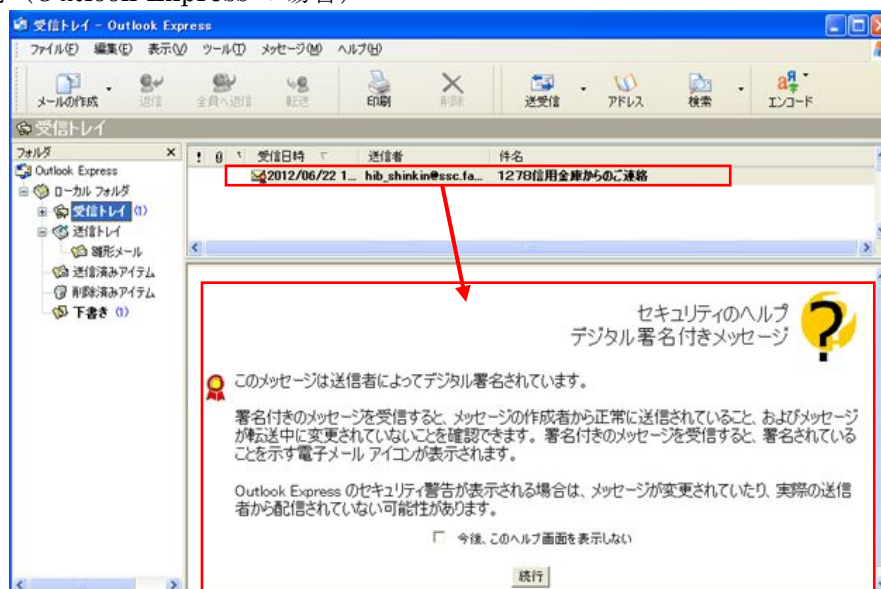 （Outlook Express の場合）
受信トレイ - Outlook Express
ファイル(F) 編集(E) 表示(V) ツール(T) メッセージ(M) ヘルプ(H)
メールの作成 返信 全員へ返信 転送 印刷 削除 送受信 アドレス 検索 エンコード
受信トレイ
フォルダ ×
! 受信日時 送信者 件名
Outlook Express
2012/06/22 1... hib_shinkin@ssc.fa... 1278信用金庫からのご連絡
ローカル フォルダ
受信トレイ (1)
送信トレイ
雛形メール
送信済みアイテム
削除済みアイテム
下書き (1)
セキュリティのヘルプ
デジタル署名付きメッセージ
このメッセージは送信者によってデジタル署名されています。
署名付きのメッセージを受信すると、メッセージの作成者から正常に送信されていること、およびメッセージ
が転送中に変更されていないことを確認できます。署名付きのメッセージを受信すると、署名されている
ことを示す電子メール アイコンが表示されます。
Outlook Express のセキュリティ警告が表示される場合は、メッセージが変更されていたり、実際の送信
者から配信されていない可能性があります。
今後、このヘルプ画面を表示しない
続行